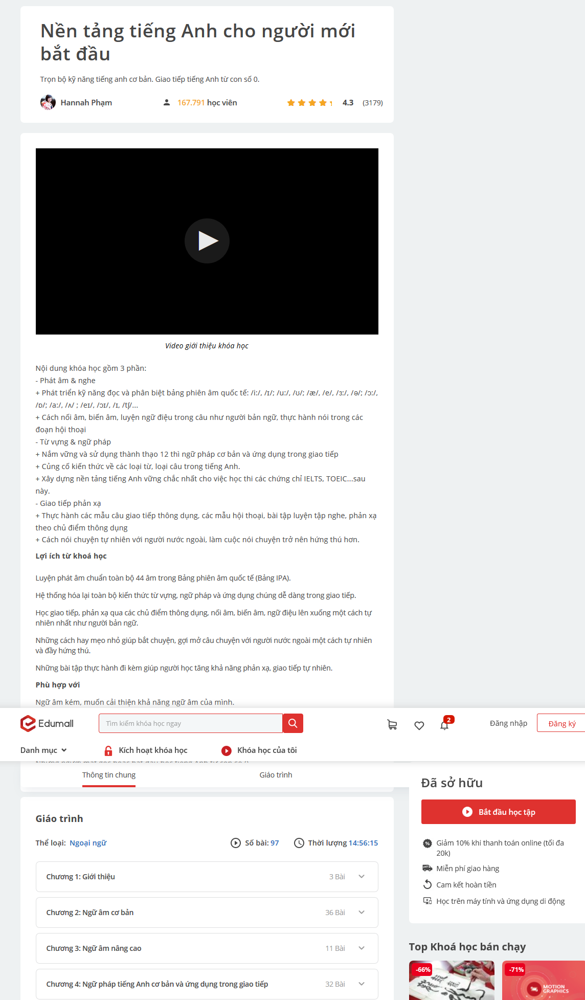 Nền tảng tiếng Anh cho người mới
bắt đầu
Trọn bộ kỹ năng tiếng anh cơ bản. Giao tiếp tiếng Anh từ con số 0.
Hannah Phạm
167.791 học viên
4.3 (3179)
Video giới thiệu khóa học
Nội dung khóa học gồm 3 phần:
- Phát âm & nghe
+ Phát triển kỹ năng đọc và phân biệt bảng phiên âm quốc tế: /i:/, /ɪ/; /u:/, /ʊ/; /æ/, /e/, /ɜ:/, /ə/; /ɔ:/,
/ɒ/; /a:/, /ʌ/ ; /eɪ/, /ɔɪ/, /ɪ, /tʃ/...
+ Cách nối âm, biến âm, luyện ngữ điệu trong câu như người bản ngữ, thực hành nói trong các
đoạn hội thoại
- Từ vựng & ngữ pháp
+ Nắm vững và sử dụng thành thạo 12 thì ngữ pháp cơ bản và ứng dụng trong giao tiếp
+ Củng cố kiến thức về các loại từ, loại câu trong tiếng Anh.
+ Xây dựng nền tảng tiếng Anh vững chắc nhất cho việc học thi các chứng chỉ IELTS, TOEIC...sau
này.
- Giao tiếp phản xạ
+ Thực hành các mẫu câu giao tiếp thông dụng, các mẫu hội thoại, bài tập luyện tập nghe, phản xạ
theo chủ điểm thông dụng
+ Cách nói chuyện tự nhiên với người nước ngoài, làm cuộc nói chuyện trở nên hứng thú hơn.
Lợi ích từ khoá học
Luyện phát âm chuẩn toàn bộ 44 âm trong Bảng phiên âm quốc tế (Bảng IPA).
Hệ thống hóa lại toàn bộ kiến thức từ vựng, ngữ pháp và ứng dụng chúng dễ dàng trong giao tiếp.
Học giao tiếp, phản xạ qua các chủ điểm thông dụng, nối âm, biến âm, ngữ điệu lên xuống một cách tự
nhiên nhất như người bản ngữ.
Những cách hay mẹo nhỏ giúp bắt chuyện, gợi mở câu chuyện với người nước ngoài một cách tự nhiên
và đầy hứng thú.
Những bài tập thực hành đi kèm giúp người học tăng khả năng phản xạ, giao tiếp tự nhiên.
Phù hợp với
Ngữ âm kém, muốn cải thiện khả năng ngữ âm của mình.
Edumall
Tìm kiếm khóa học ngay
2
Đăng nhập
Đăng ký
Danh mục
Kích hoạt khóa học
Khóa học của tôi
Thông tin chung
Giáo trình
Đã sở hữu
Bắt đầu học tập
Giảm 10% khi thanh toán online (tối đa
20k)
Miễn phí giao hàng
Cam kết hoàn tiền
Học trên máy tính và ứng dụng di động
Giáo trình
Thể loại: Ngoại ngữ
Số bài: 97
Thời lượng 14:56:15
Chương 1: Giới thiệu
3 Bài
Chương 2: Ngữ âm cơ bản
36 Bài
Chương 3: Ngữ âm nâng cao
11 Bài
Chương 4: Ngữ pháp tiếng Anh cơ bản và ứng dụng trong giao tiếp
32 Bài
Top Khoá học bán chạy
-66%
-71%
MOTION
GRAPHICS